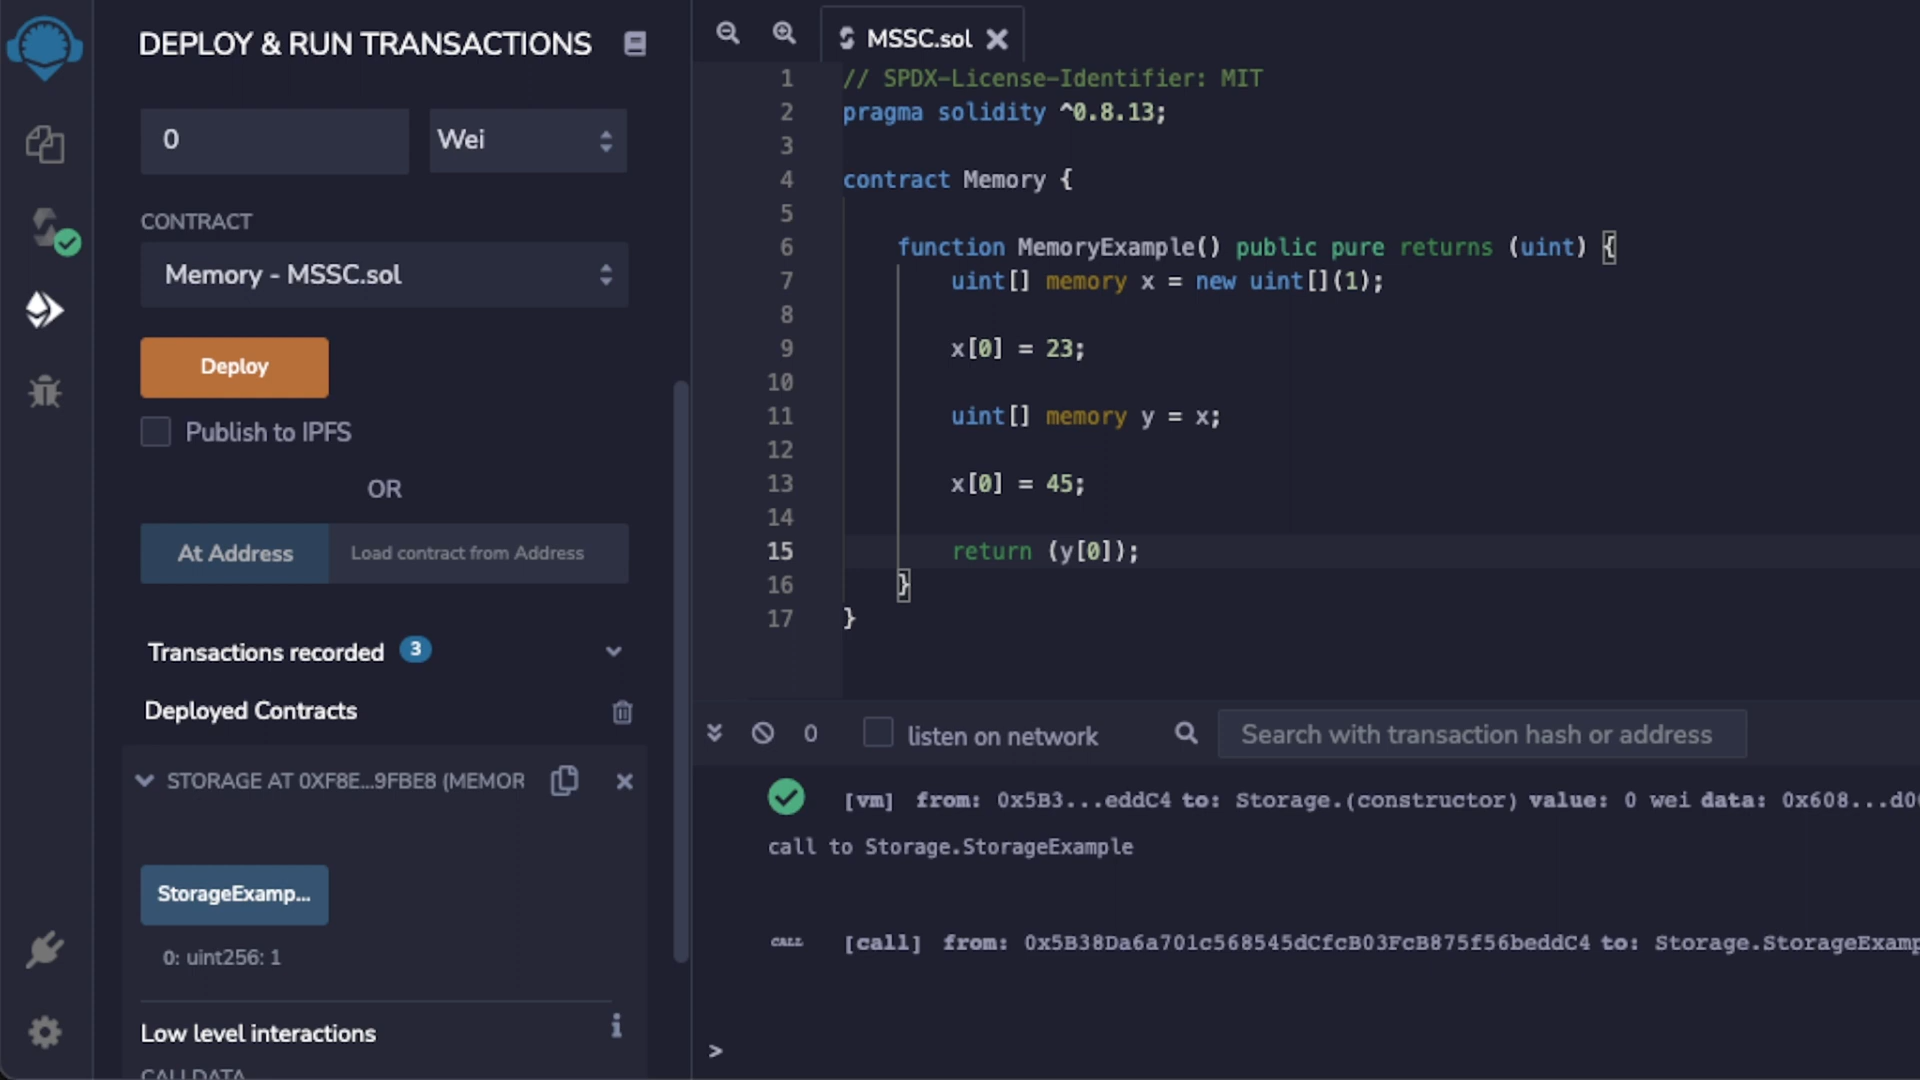 DEPLOY & RUN TRANSACTIONS
0
Wei
CONTRACT
Memory - MSSC.sol
Deploy
Publish to IPFS
OR
At Address
Load contract from Address
Transactions recorded 3
Deployed Contracts
STORAGE AT 0XF8E...9FBE8 (MEMOR
StorageExamp...
0: uint256: 1
Low level interactions
i
CALLDATA
MSSC.sol
1 // SPDX-License-Identifier: MIT
2 pragma solidity ^0.8.13;
3
4 contract Memory {
5
6 function MemoryExample() public pure returns (uint) {
7 uint[] memory x = new uint[](1);
8
9 x[0] = 23;
10
11 uint[] memory y = x;
12
13 x[0] = 45;
14
15 return (y[0]);
16 }
17 }
0
listen on network
Search with transaction hash or address
[vm] from: 0x5B3...eddC4 to: Storage.(constructor) value: 0 wei data: 0x608...d00
call to Storage.StorageExample
CALL [call] from: 0x5B38Da6a701c568545dCfcB03FcB875f56beddC4 to: Storage.StorageExamp
>